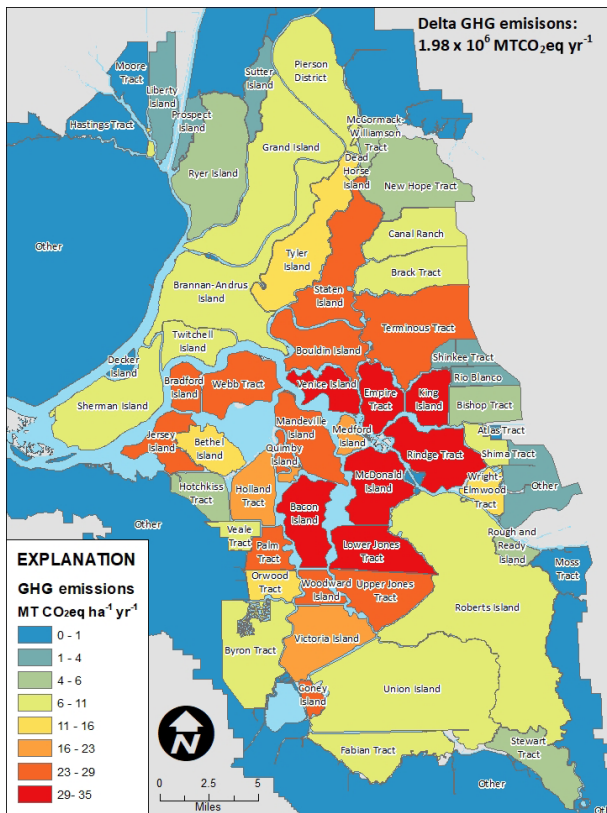 Delta GHG emisisons:
1.98 x 10⁶ MTCO₂eq yr⁻¹
Moore
Tract
Liberty
Island
Sutter
Island
Pierson
District
Hastings Tract
Prospect
Island
McCormack-
Williamson
Tract
Grand Island
Dead
Horse
Island
Ryer Island
New Hope Tract
Canal Ranch
Other
Tyler
Island
Brack Tract
Brannan-Andrus
Island
Staten
Island
Terminous Tract
Twitchell
Island
Bouldin Island
Decker
Island
Shinkee Tract
Bradford
Island
Webb Tract
Venice Island
Empire
Tract
King
Island
Rio Blanco
Bishop Tract
Sherman Island
Mandeville
Island
Medford
Island
Atlas Tract
Jersey
Island
Bethel
Island
Quimby
Island
Rindge Tract
Shima Tract
McDonald
Island
Wright-
Elmwood
Tract
Other
Hotchkiss
Tract
Holland
Tract
Bacon
Island
Other
Veale
Tract
Palm
Tract
Lower Jones
Tract
Rough and
Ready
Island
Moss
Tract
Orwood
Tract
Woodward
Island
Upper Jones
Tract
Roberts Island
Victoria Island
Byron Tract
Union Island
Coney
Island
Fabian Tract
Stewart
Tract
Other
Oth
EXPLANATION
GHG emissions
MT CO₂eq ha⁻¹ yr⁻¹
0 - 1
1 - 4
4 - 6
6 - 11
11 - 16
16 - 23
23 - 29
29- 35
N
0 2.5 5
Miles